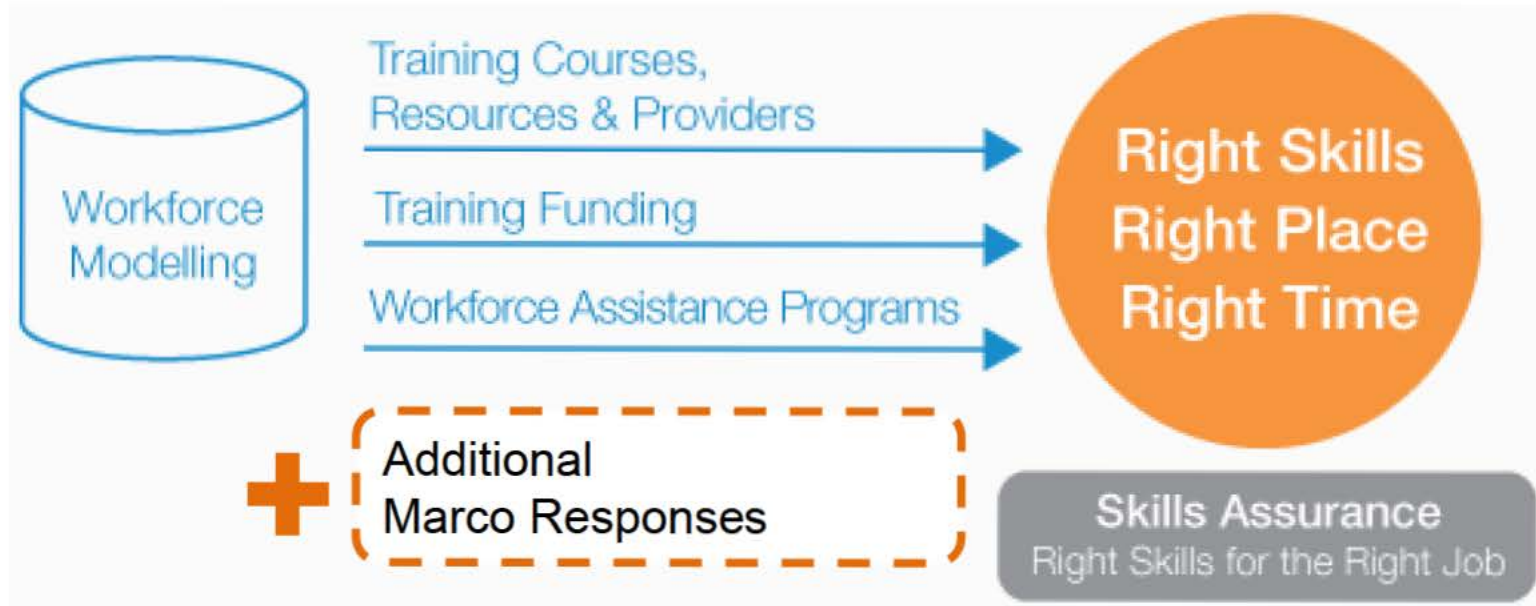 Workforce
Modelling
Training Courses,
Resources & Providers
Training Funding
Workforce Assistance Programs
Additional
Marco Responses
Right Skills
Right Place
Right Time
Skills Assurance
Right Skills for the Right Job